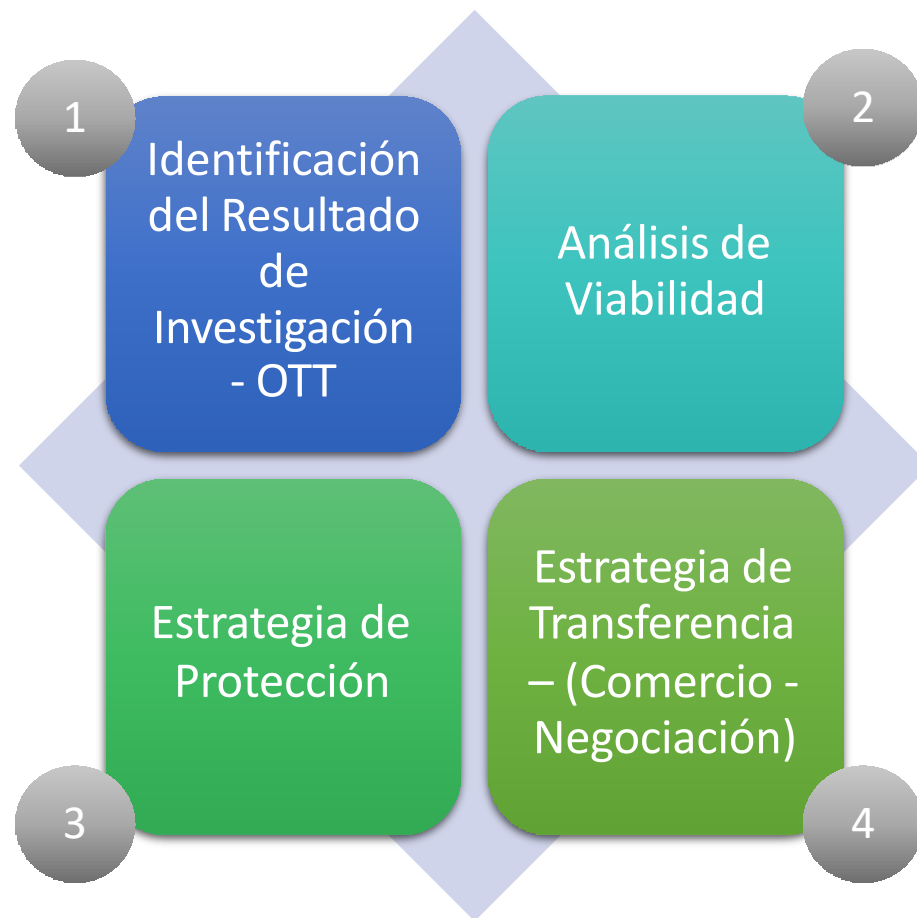 1
Identificación
del Resultado
de
Investigación
- OTT
2
Análisis de
Viabilidad
3
Estrategia de
Protección
4
Estrategia de
Transferencia
– (Comercio -
Negociación)